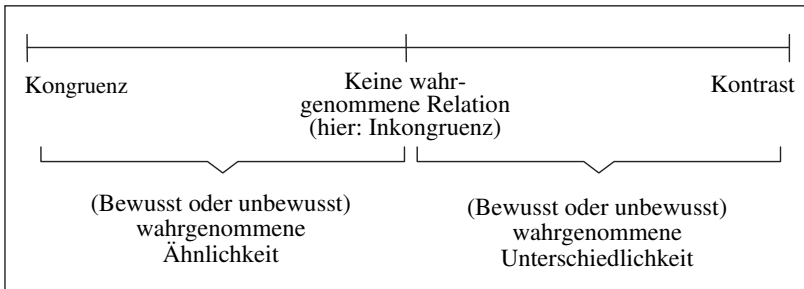 Kongruenz
Keine wahr-
genommene Relation
(hier: Inkongruenz)
Kontrast
(Bewusst oder unbewusst)
wahrgenommene
Ähnlichkeit
(Bewusst oder unbewusst)
wahrgenommene
Unterschiedlichkeit